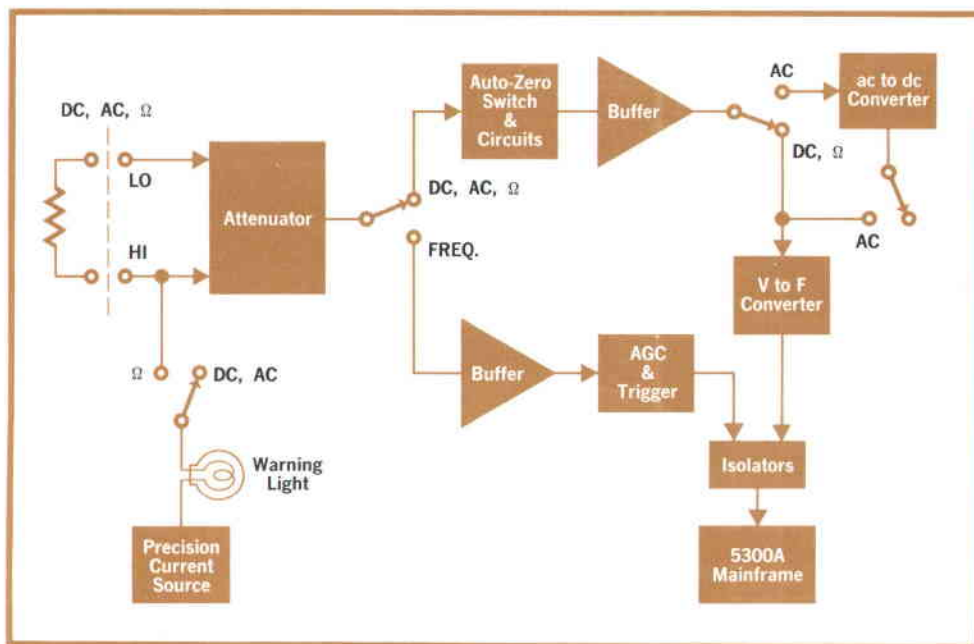 Auto-Zero
Switch
&
Circuits
Buffer
AC
ac to dc
Converter
DC, AC, Ω
LO
Attenuator
DC, AC, Ω
DC, Ω
HI
FREQ.
AC
V to F
Converter
Ω
DC, AC
Buffer
AGC
&
Trigger
Warning
Light
Isolators
Precision
Current
Source
5300A
Mainframe